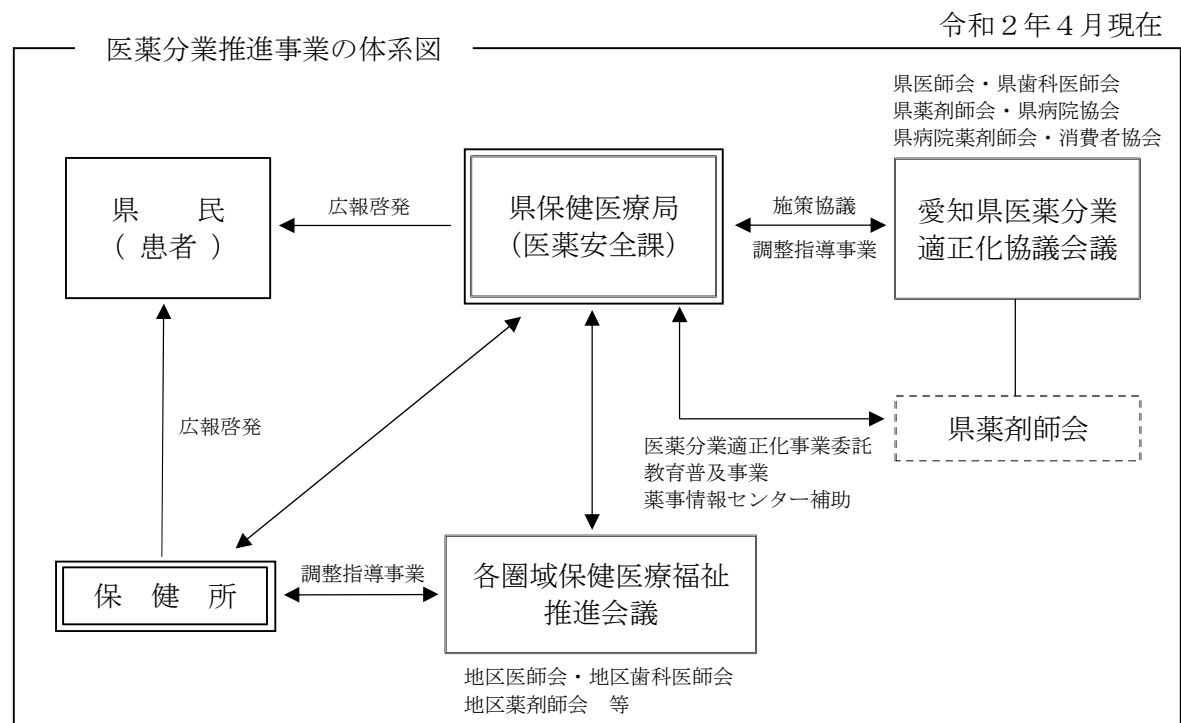 令和２年４月現在
医薬分業推進事業の体系図
県医師会・県歯科医師会
県薬剤師会・県病院協会
県病院薬剤師会・消費者協会
県　民
（ 患者 ）
広報啓発
県保健医療局
（医薬安全課）
施策協議
調整指導事業
愛知県医薬分業
適正化協議会議
広報啓発
県薬剤師会
医薬分業適正化事業委託
教育普及事業
薬事情報センター補助
保　健　所
調整指導事業
各圏域保健医療福祉
推進会議
地区医師会・地区歯科医師会
地区薬剤師会　等